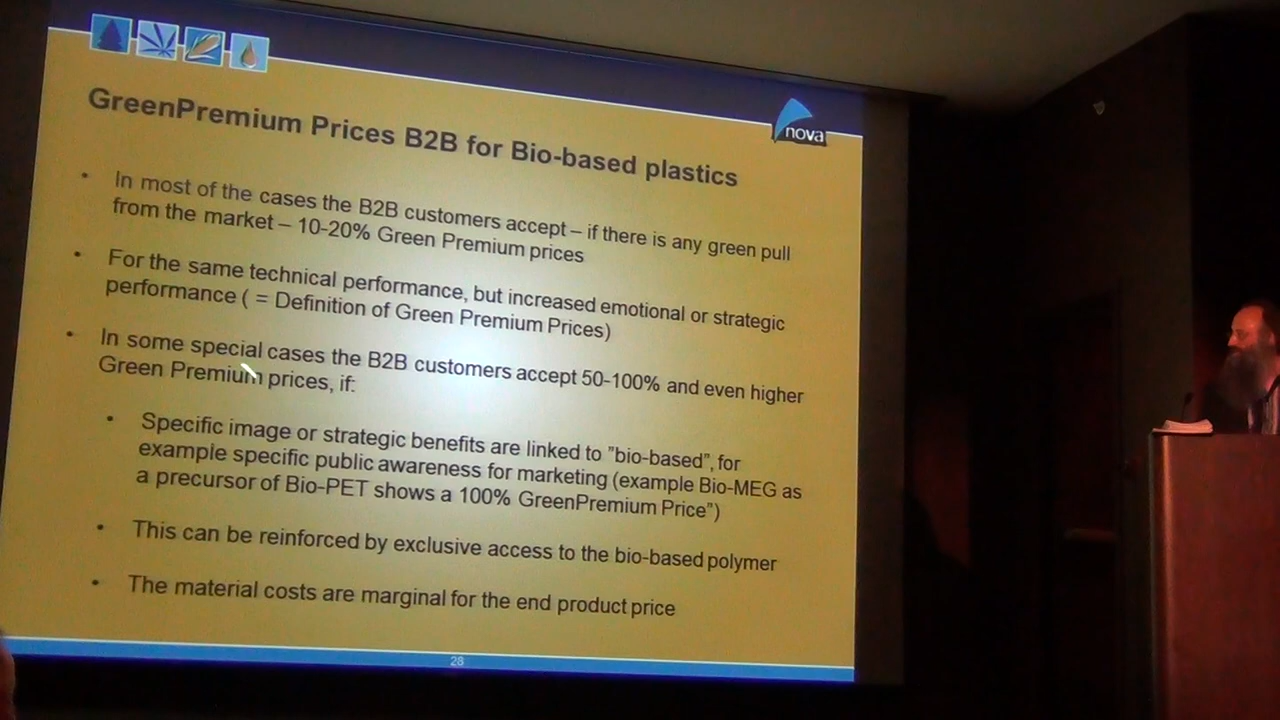 nova
GreenPremium Prices B2B for Bio-based plastics
• In most of the cases the B2B customers accept – if there is any green pull
from the market – 10-20% Green Premium prices
• For the same technical performance, but increased emotional or strategic
performance ( = Definition of Green Premium Prices)
• In some special cases the B2B customers accept 50-100% and even higher
Green Premium prices, if:
• Specific image or strategic benefits are linked to ”bio-based”, for
example specific public awareness for marketing (example Bio-MEG as
a precursor of Bio-PET shows a 100% GreenPremium Price”)
• This can be reinforced by exclusive access to the bio-based polymer
• The material costs are marginal for the end product price
28